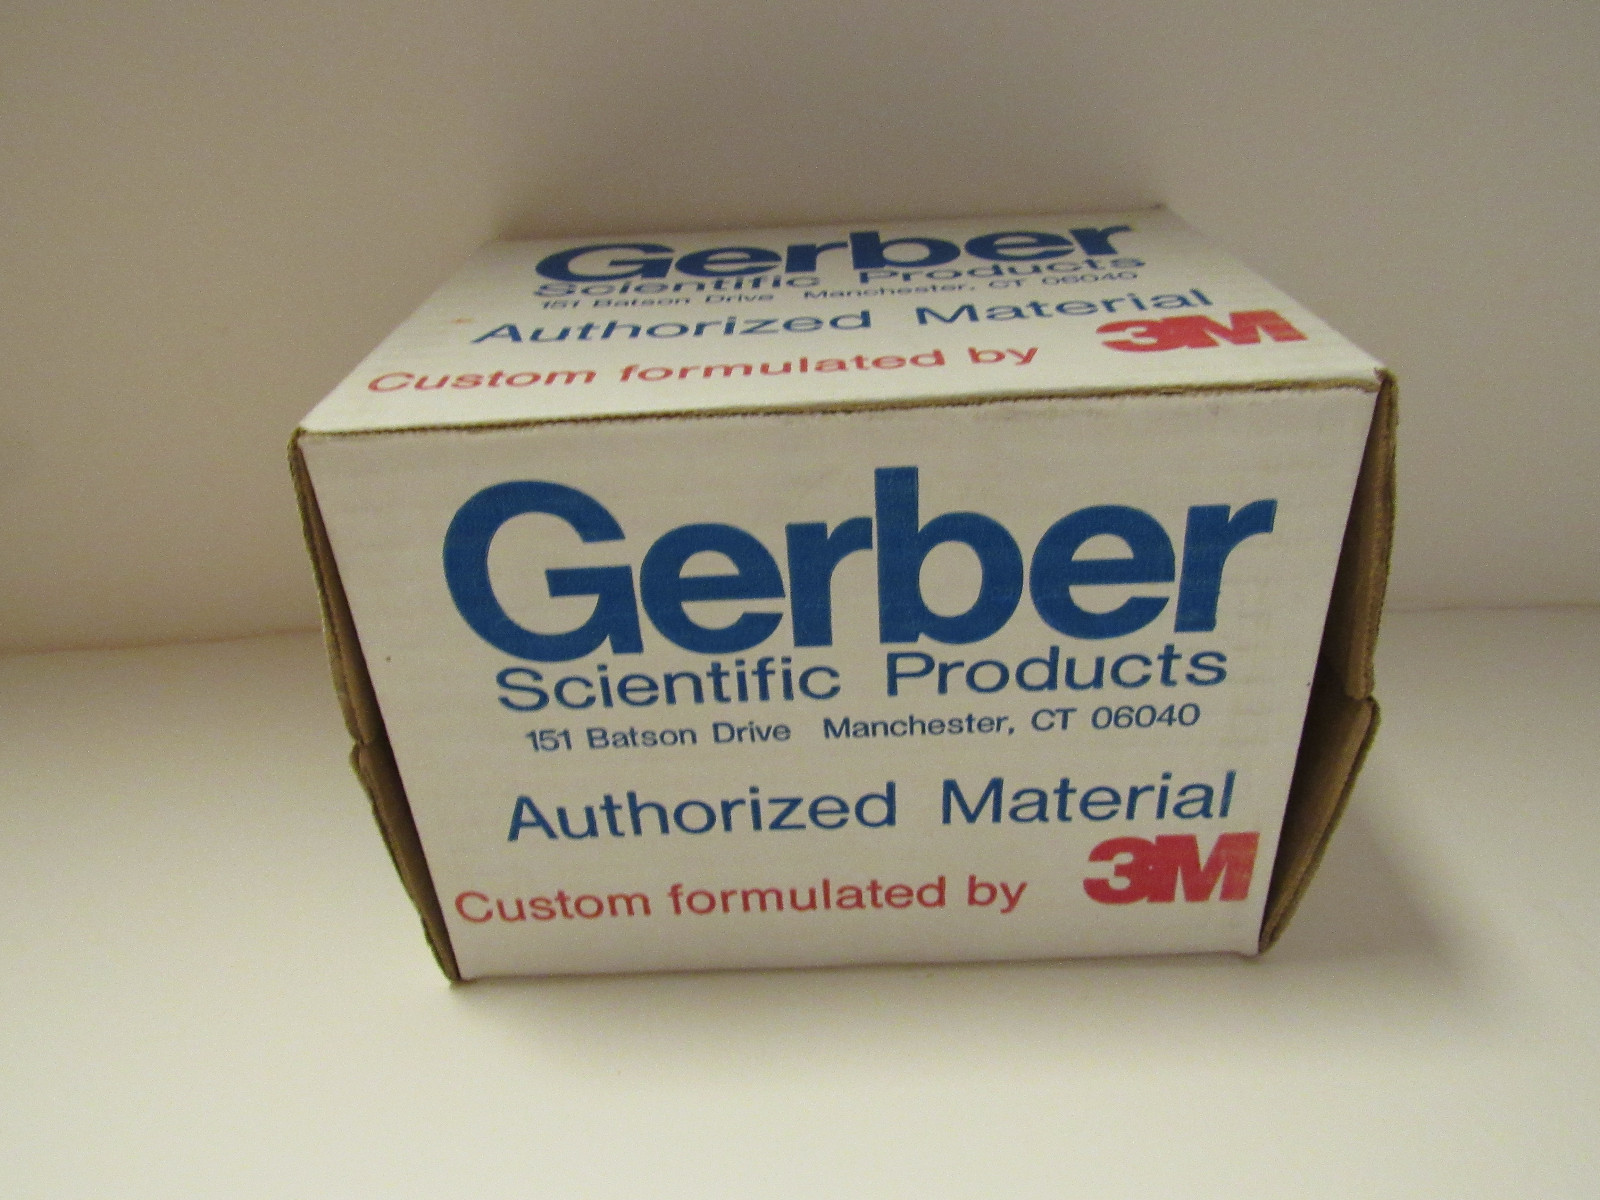 Gerber
Scientific Products
151 Batson Drive Manchester, CT 06040
Authorized Material
Custom formulated by 3M
Gerber
Scientific Products
151 Batson Drive Manchester, CT 06040
Authorized Material
Custom formulated by 3M